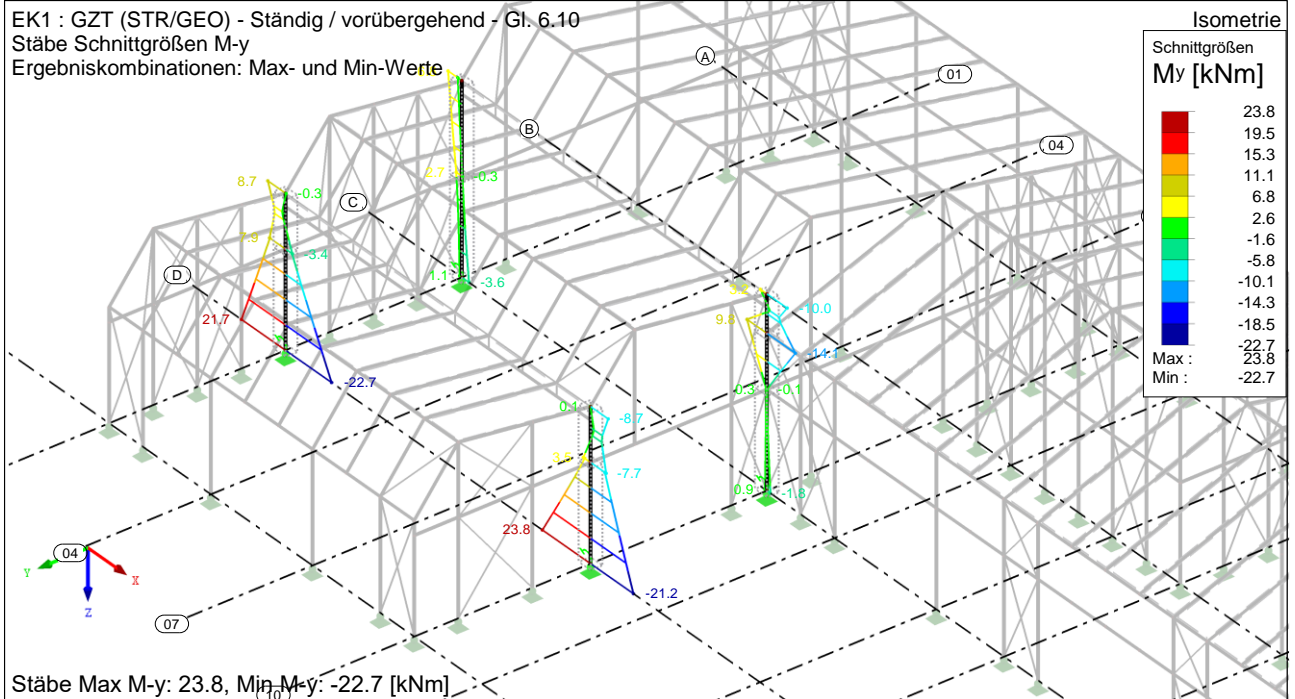 EK1 : GZT (STR/GEO) - Ständig / vorübergehend - Gl. 6.10
Stäbe Schnittgrößen M-y
Ergebniskombinationen: Max- und Min-Werte
Isometrie
Schnittgrößen
My [kNm]
23.8
19.5
15.3
11.1
6.8
2.6
-1.6
-5.8
-10.1
-14.3
-18.5
-22.7
Max : 23.8
Min : -22.7
A
01
B
04
C
2.7
-0.3
8.7
-0.3
7.9
-3.4
D
1.1
-3.6
21.7
-22.7
-10.0
9.8
-14.1
0.3
-0.1
0.1
-8.7
3.5
-7.7
0.9
-1.8
23.8
-21.2
04
Y
X
Z
07
10
Stäbe Max M-y: 23.8, Min M-y: -22.7 [kNm]